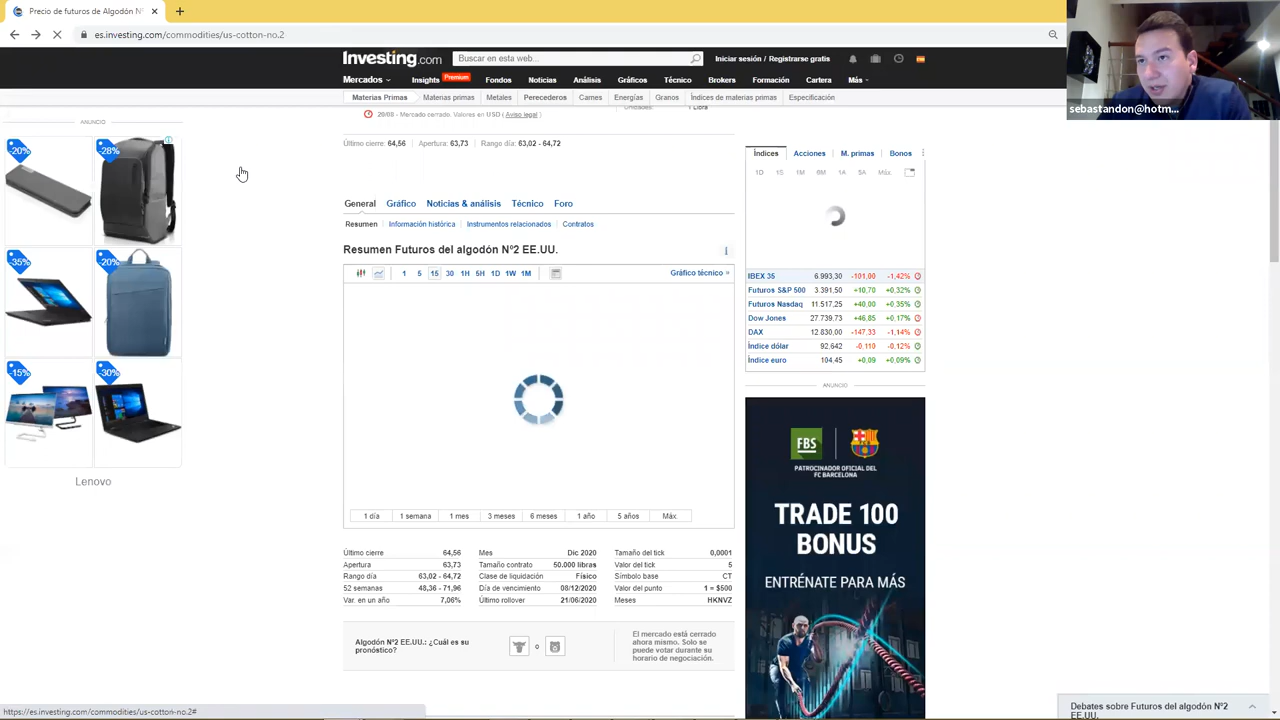 Precio de futuros de Algodón Nº
es.investing.com/commodities/us-cotton-no.2
sebastandon@hotm...
Investing.com
Busca en esta web...
Iniciar sesión / Registrarse gratis
Mercados
Insights
Premium
Fondos
Noticias
Análisis
Gráficos
Técnico
Brokers
Formación
Cartera
Más
Materias Primas
Materias primas
Metales
Perecederos
Carnes
Energías
Granos
Índices de materias primas
Especificación
Unidades: 1 Libra
20/08 - Mercado cerrado. Valores en USD ( Aviso legal )
ANUNCIO
Último cierre: 64,56
Apertura: 63,73
Rango día: 63,02 - 64,72
-20%
-28%
-35%
-20%
-15%
-30%
Lenovo
General
Gráfico
Noticias & análisis
Técnico
Foro
Resumen
Información histórica
Instrumentos relacionados
Contratos
Resumen Futuros del algodón Nº2 EE.UU.
1 5 15 30 1H 5H 1D 1W 1M
Gráfico técnico »
1 día
1 semana
1 mes
3 meses
6 meses
1 año
5 años
Máx.
Último cierre 64,56 Mes Dic 2020 Tamaño del tick 0,0001
Apertura 63,73 Tamaño contrato 50.000 libras Valor del tick 5
Rango día 63,02 - 64,72 Clase de liquidación Físico Símbolo base CT
52 semanas 48,36 - 71,96 Día de vencimiento 08/12/2020 Valor del punto 1 = $500
Var. en un año 7,06% Último rollover 21/06/2020 Meses HKNVZ
Algodón Nº2 EE.UU.: ¿Cuál es su
pronóstico?
0
El mercado está cerrado
ahora mismo. Solo se
puede votar durante su
horario de negociación.
Índices
Acciones
M. primas
Bonos
1D 1S 1M 6M 1A 5A Máx.
IBEX 35 6.993,30 -101,00 -1,42%
Futuros S&P 500 3.391,50 +10,70 +0,32%
Futuros Nasdaq 11.517,25 +40,00 +0,35%
Dow Jones 27.739,73 +46,85 +0,17%
DAX 12.830,00 -147,33 -1,14%
Índice dólar 92,642 -0,110 -0,12%
Índice euro 104,45 +0,09 +0,09%
ANUNCIO
FBS
PATROCINADOR OFICIAL DEL
FC BARCELONA
TRADE 100
BONUS
ENTRÉNATE PARA MÁS
Debates sobre Futuros del algodón Nº2
EE.UU.
https://es.investing.com/commodities/us-cotton-no.2#